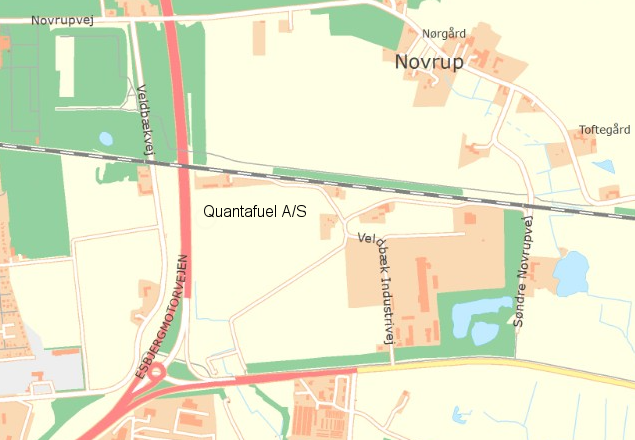 Novrupvej
Nørgård
Novrup
Veldbækvej
Toftegård
Quantafuel A/S
Veldbæk Industrivej
Søndre Novrupvej
ESBJERGMOTORVEJEN